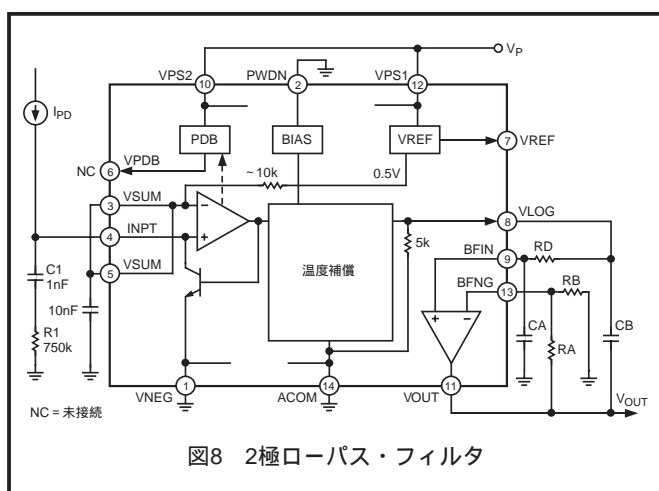 VP
VPS2
PWDN
VPS1
10
2
12
IPD
PDB
BIAS
VREF
7
VREF
NC
6
VPDB
~10k
0.5V
3
VSUM
8
VLOG
4
INPT
BFIN
9
RD
5
VSUM
5k
BFNG
13
RB
C1
1nF
10nF
温度補償
CA
RA
CB
R1
750k
1
14
11
VNEG
ACOM
VOUT
VOUT
NC = 未接続
図8 2極ローパス・フィルタ